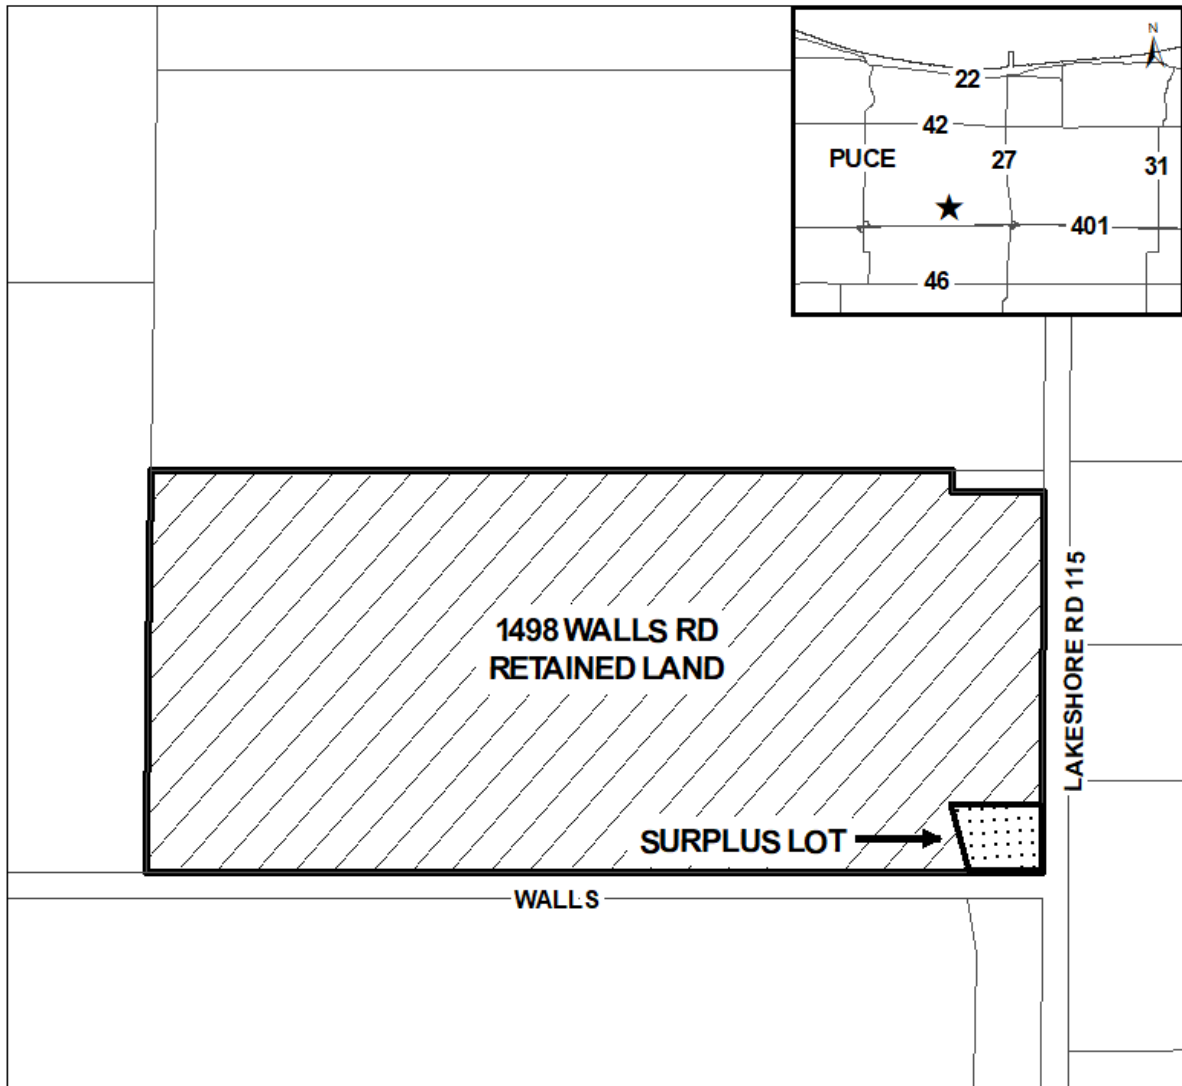 N
22
42
PUCE
27
31
401
46
1498 WALLS RD
RETAINED LAND
LAKESHORE RD 115
SURPLUS LOT
WALLS